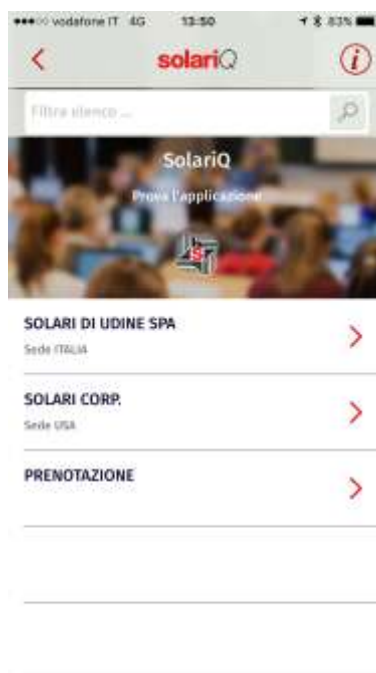 vodafone IT 4G 13:50 83%
solariQ
Filtra elenco ...
SolariQ
Prova l'applicazione
SOLARI DI UDINE SPA
Sede ITALIA
SOLARI CORP.
Sede USA
PRENOTAZIONE